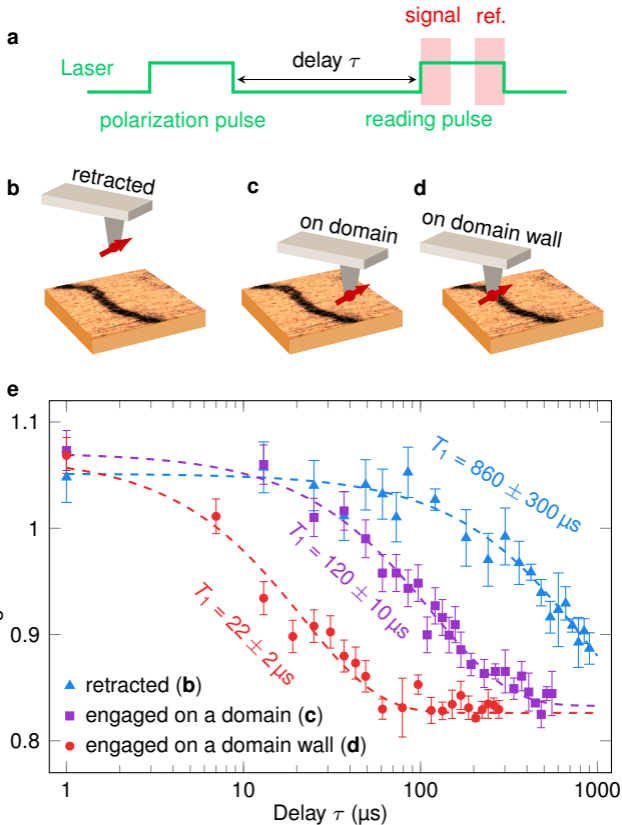 signal ref.
a
Laser
delay τ
polarization pulse reading pulse
b retracted
c on domain
d on domain wall
e
1.1
1
0.9
0.8
T₁ = 860 ± 300 µs
T₁ = 120 ± 10 µs
T₁ = 22 ± 2 µs
retracted (b)
engaged on a domain (c)
engaged on a domain wall (d)
1 10 100 1000
Delay τ (µs)